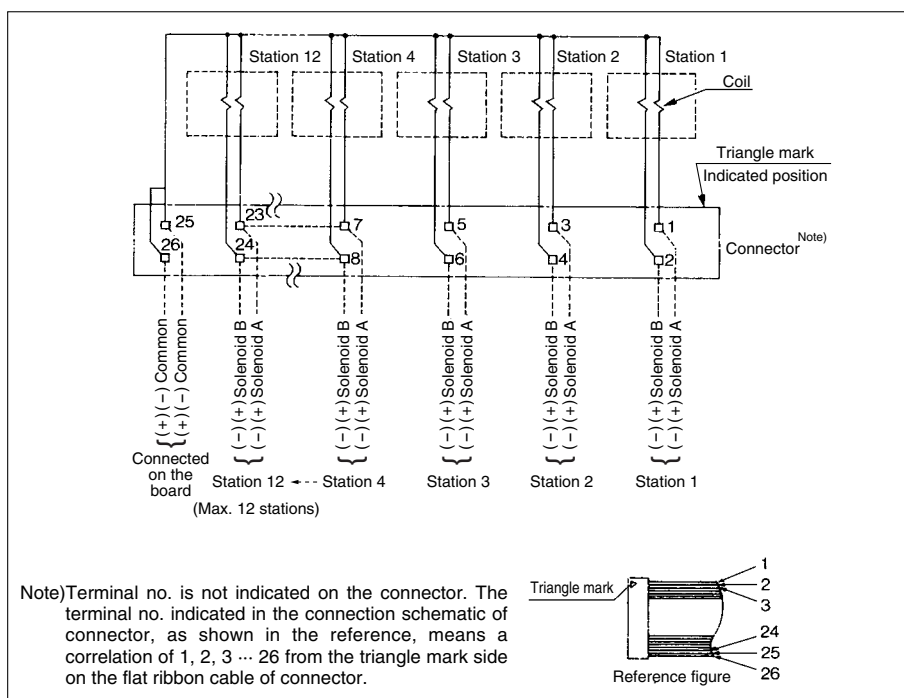 Station 12 Station 4 Station 3 Station 2 Station 1
Coil
Triangle mark
Indicated position
25 23 7 5 3 1
Connector Note)
26 24 8 6 4 2
(+)(−) Common
(+)(−) Common
(−)(+) Solenoid B
(−)(+) Solenoid A
(−)(+) Solenoid B
(−)(+) Solenoid A
(−)(+) Solenoid B
(−)(+) Solenoid A
(−)(+) Solenoid B
(−)(+) Solenoid A
(−)(+) Solenoid B
(−)(+) Solenoid A
Connected
on the
board
Station 12 Station 4 Station 3 Station 2 Station 1
(Max. 12 stations)
Note)Terminal no. is not indicated on the connector. The
terminal no. indicated in the connection schematic of
connector, as shown in the reference, means a
correlation of 1, 2, 3 ··· 26 from the triangle mark side
on the flat ribbon cable of connector.
Triangle mark
1
2
3
24
25
26
Reference figure